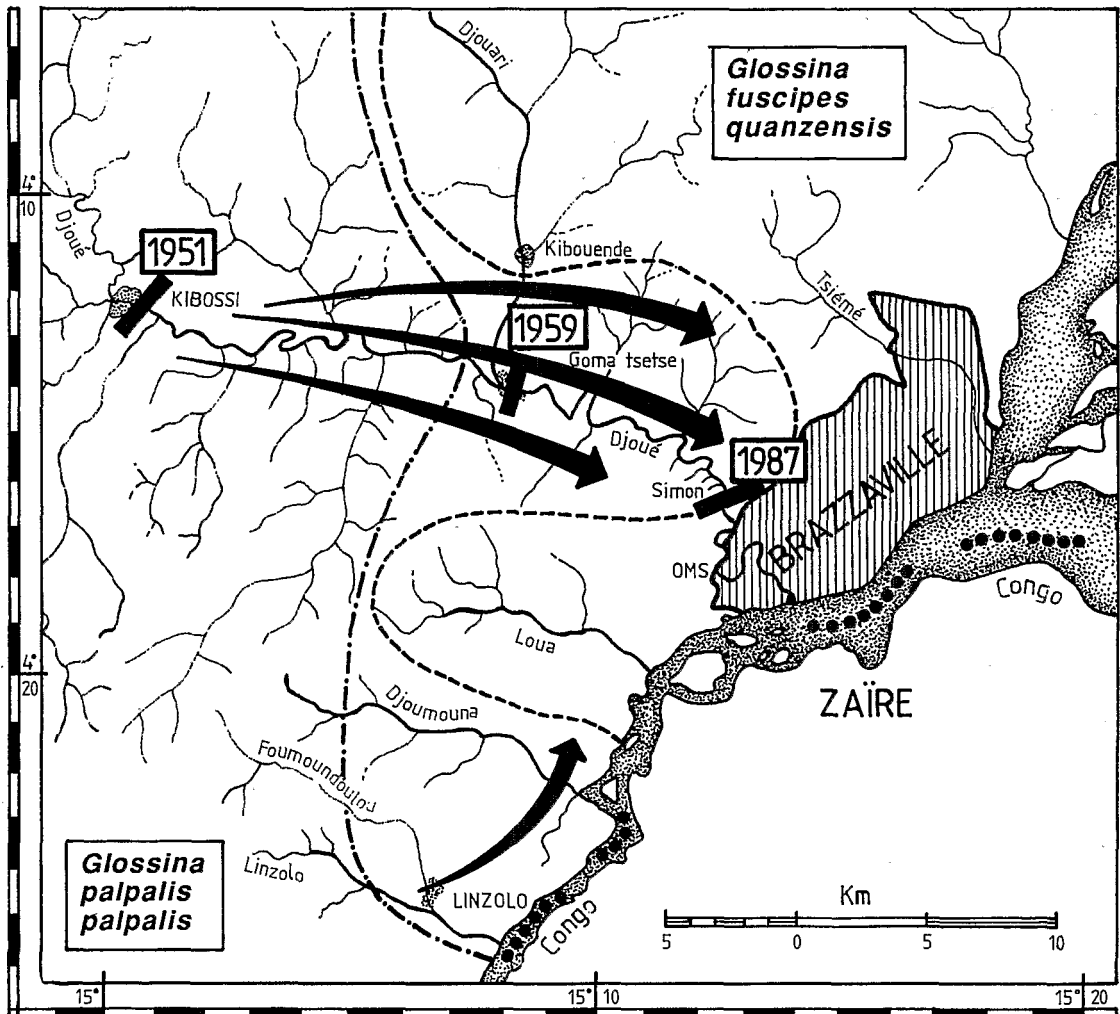 Djouari
Glossina
fuscipes
quanzensis
4°
10
Djoué
1951
KIBOSSI
Kibouende
Tsiémé
1959
Goma tsetse
Djoué
1987
Simon
BRAZZAVILLE
OMS
Congo
Loua
4°
20
ZAÏRE
Djoumouna
Foumoundoulou
Glossina
palpalis
palpalis
Linzolo
LINZOLO
Congo
Km
5 0 5 10
15° 15° 10 15° 20